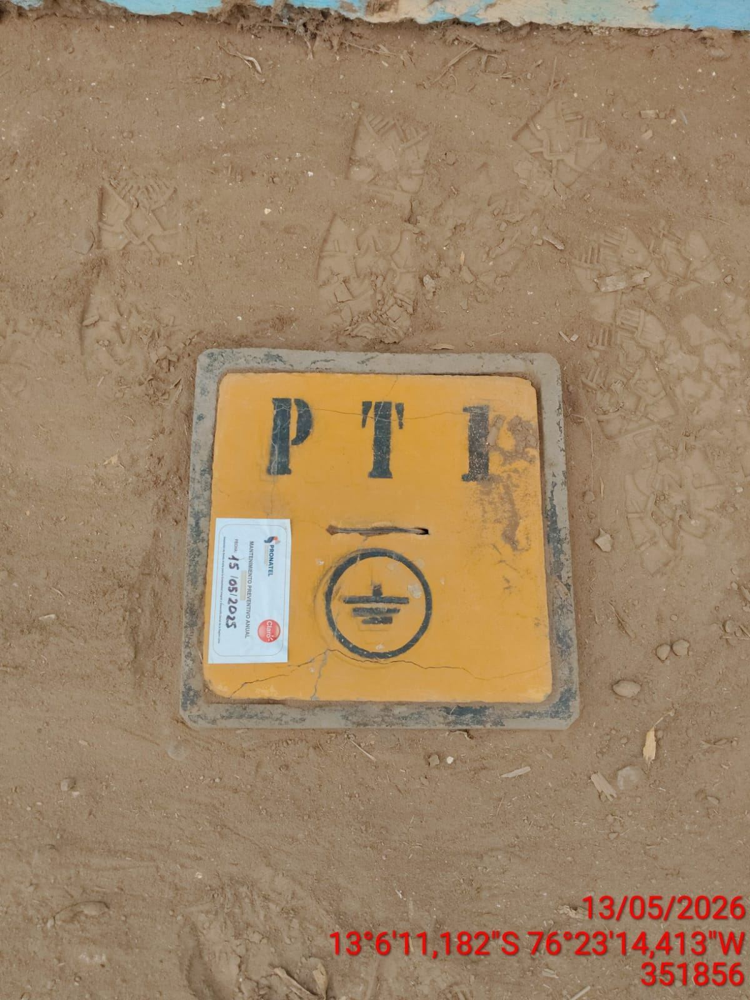 PT1
PRONATEL
Claro
MANTENIMIENTO PREVENTIVO ANUAL
FECHA: 15/05/2025
13/05/2026
13°6'11,182"S 76°23'14,413"W
351856